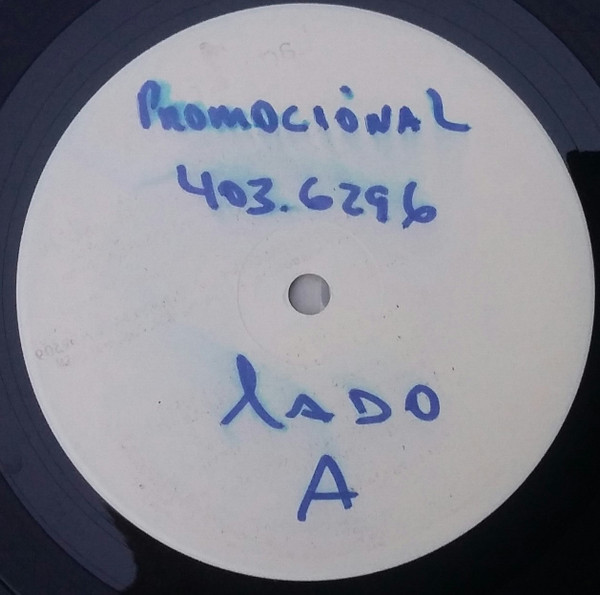 PROMOCIÓNAL
403.6296
LADO
A